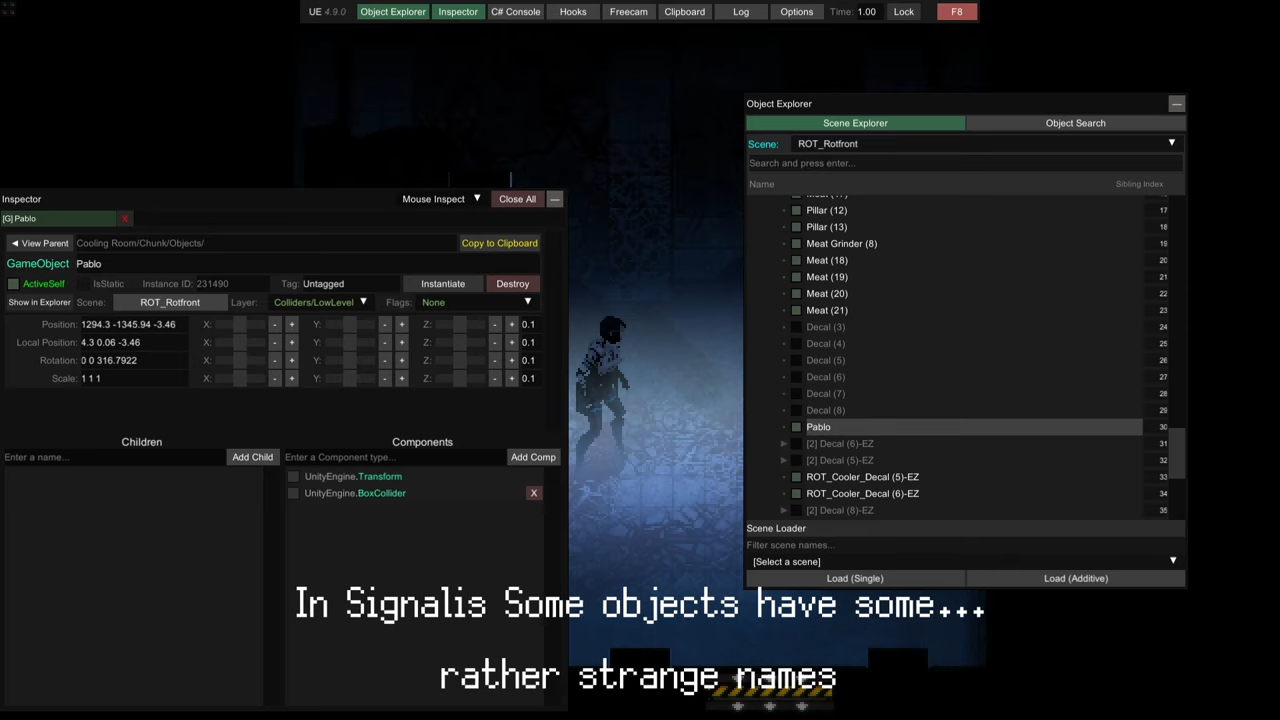 UE 4.9.0 Object Explorer Inspector C# Console Hooks Freecam Clipboard Log Options Time: 1.00 Lock F8
Inspector Mouse Inspect ▼ Close All —
[G] Pablo X
◄ View Parent Cooling Room/Chunk/Objects/ Copy to Clipboard
GameObject Pablo
ActiveSelf IsStatic Instance ID: 231490 Tag: Untagged Instantiate Destroy
Show in Explorer Scene: ROT_Rotfront Layer: Colliders/LowLevel ▼ Flags: None ▼
Position: 1294.3 -1345.94 -3.46 X: - + Y: - + Z: - + 0.1
Local Position: 4.3 0.06 -3.46 X: - + Y: - + Z: - + 0.1
Rotation: 0 0 316.7922 X: - + Y: - + Z: - + 0.1
Scale: 1 1 1 X: - + Y: - + Z: - + 0.1
Children
Enter a name... Add Child
Components
Enter a Component type... Add Comp
UnityEngine.Transform
UnityEngine.BoxCollider X
Object Explorer —
Scene Explorer Object Search
Scene: ROT_Rotfront ▼
Search and press enter...
Name Sibling Index
Meat (17)
Pillar (12) 17
Pillar (13) 18
Meat Grinder (8) 19
Meat (18) 20
Meat (19) 21
Meat (20) 22
Meat (21) 23
Decal (3) 24
Decal (4) 25
Decal (5) 26
Decal (6) 27
Decal (7) 28
Decal (8) 29
Pablo 30
► [2] Decal (6)-EZ 31
► [2] Decal (5)-EZ 32
ROT_Cooler_Decal (5)-EZ 33
ROT_Cooler_Decal (6)-EZ 34
► [2] Decal (8)-EZ 35
Scene Loader
Filter scene names...
[Select a scene] ▼
Load (Single) Load (Additive)
In Signalis Some objects have some...
rather strange names